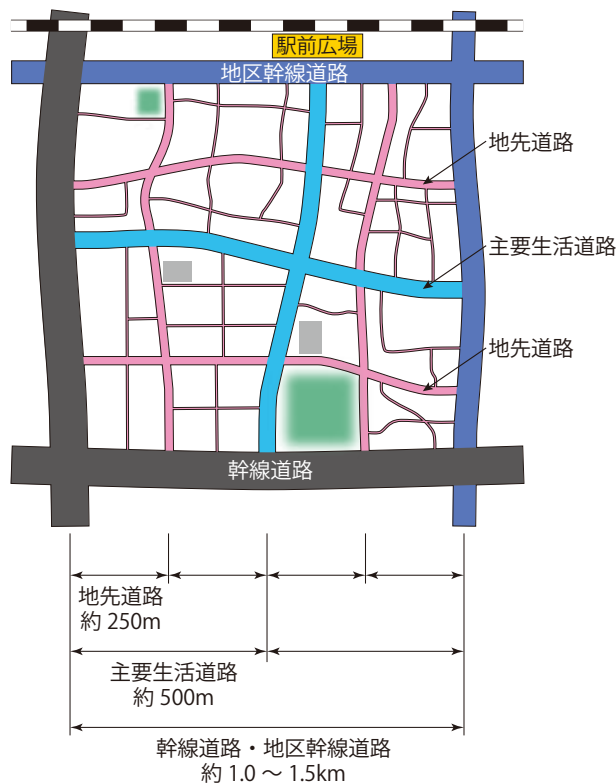 駅前広場
地区幹線道路
地先道路
主要生活道路
地先道路
幹線道路
地先道路
約 250m
主要生活道路
約 500m
幹線道路・地区幹線道路
約 1.0 ～ 1.5km